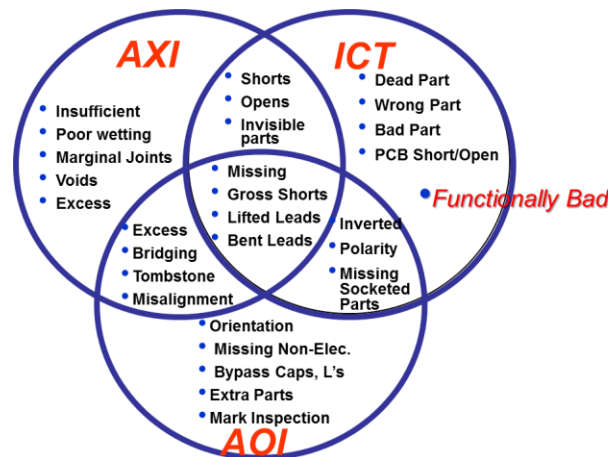 AXI
ICT
Shorts
Opens
Invisible
parts
Dead Part
Wrong Part
Bad Part
PCB Short/Open
Functionally Bad
Insufficient
Poor wetting
Marginal Joints
Voids
Excess
Missing
Gross Shorts
Lifted Leads
Bent Leads
Excess
Bridging
Tombstone
Misalignment
Inverted
Polarity
Missing
Socketed
Parts
Orientation
Missing Non-Elec.
Bypass Caps, L's
Extra Parts
Mark Inspection
AOI